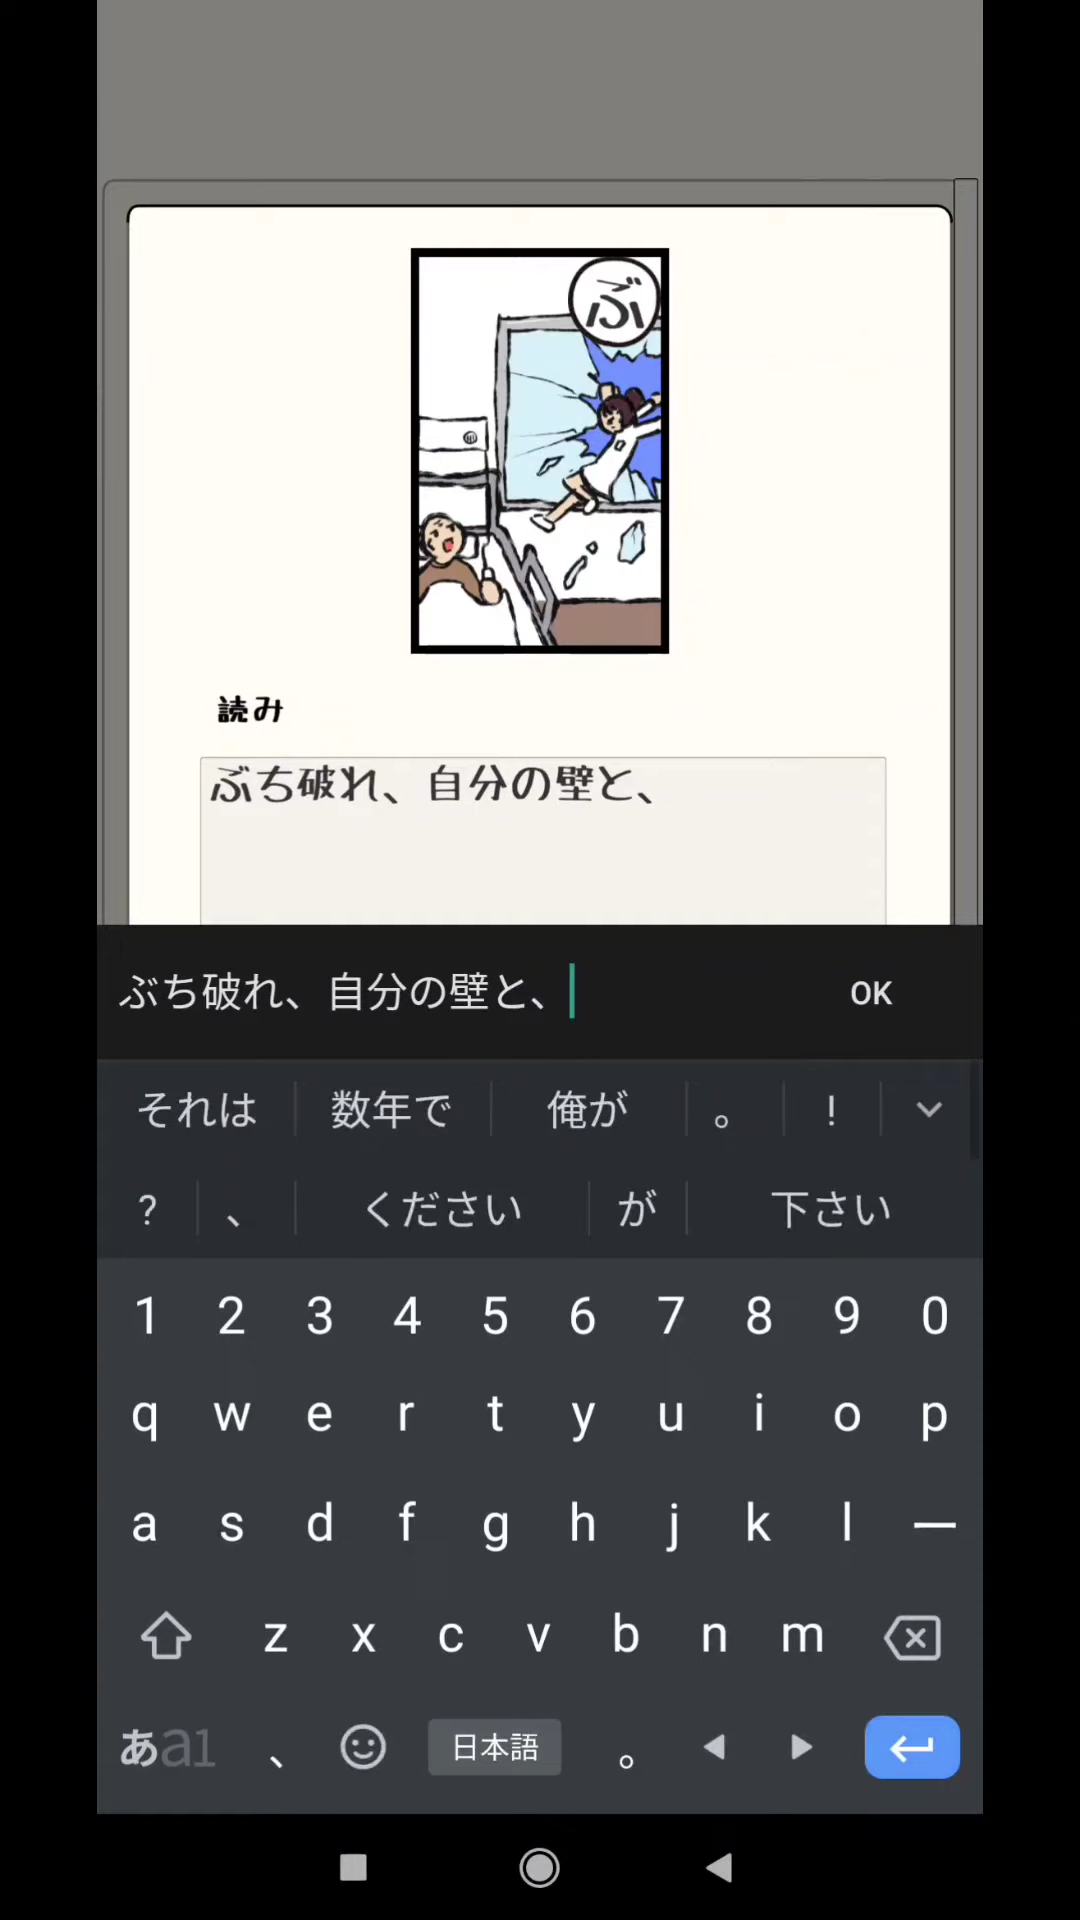 ぶ
読み
ぶち破れ、自分の壁と、
ぶち破れ、自分の壁と、 OK
それは 数年で 俺が 。 !
? 、 ください が 下さい
1 2 3 4 5 6 7 8 9 0
q w e r t y u i o p
a s d f g h j k l ー
z x c v b n m
あa1 、 日本語 。